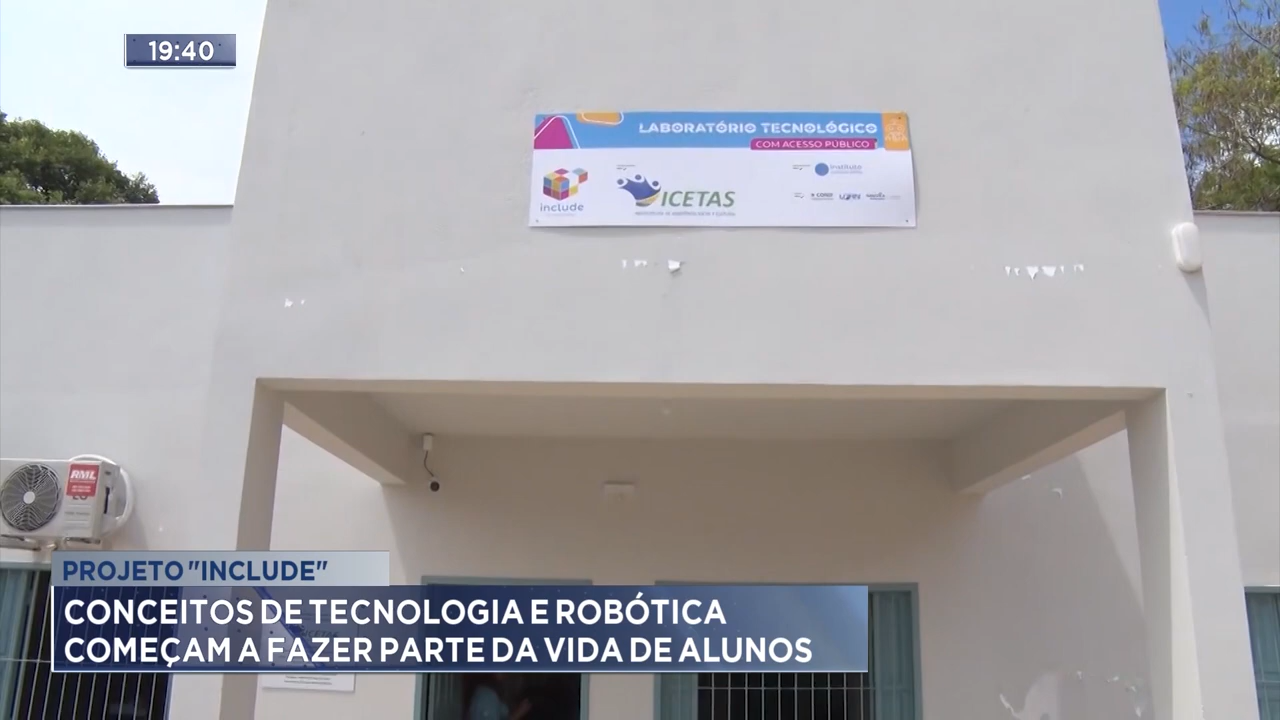 19:40
LABORATÓRIO TECNOLÓGICO
COM ACESSO PÚBLICO
include
ICETAS
institute
RML
PROJETO "INCLUDE"
CONCEITOS DE TECNOLOGIA E ROBÓTICA
COMEÇAM A FAZER PARTE DA VIDA DE ALUNOS